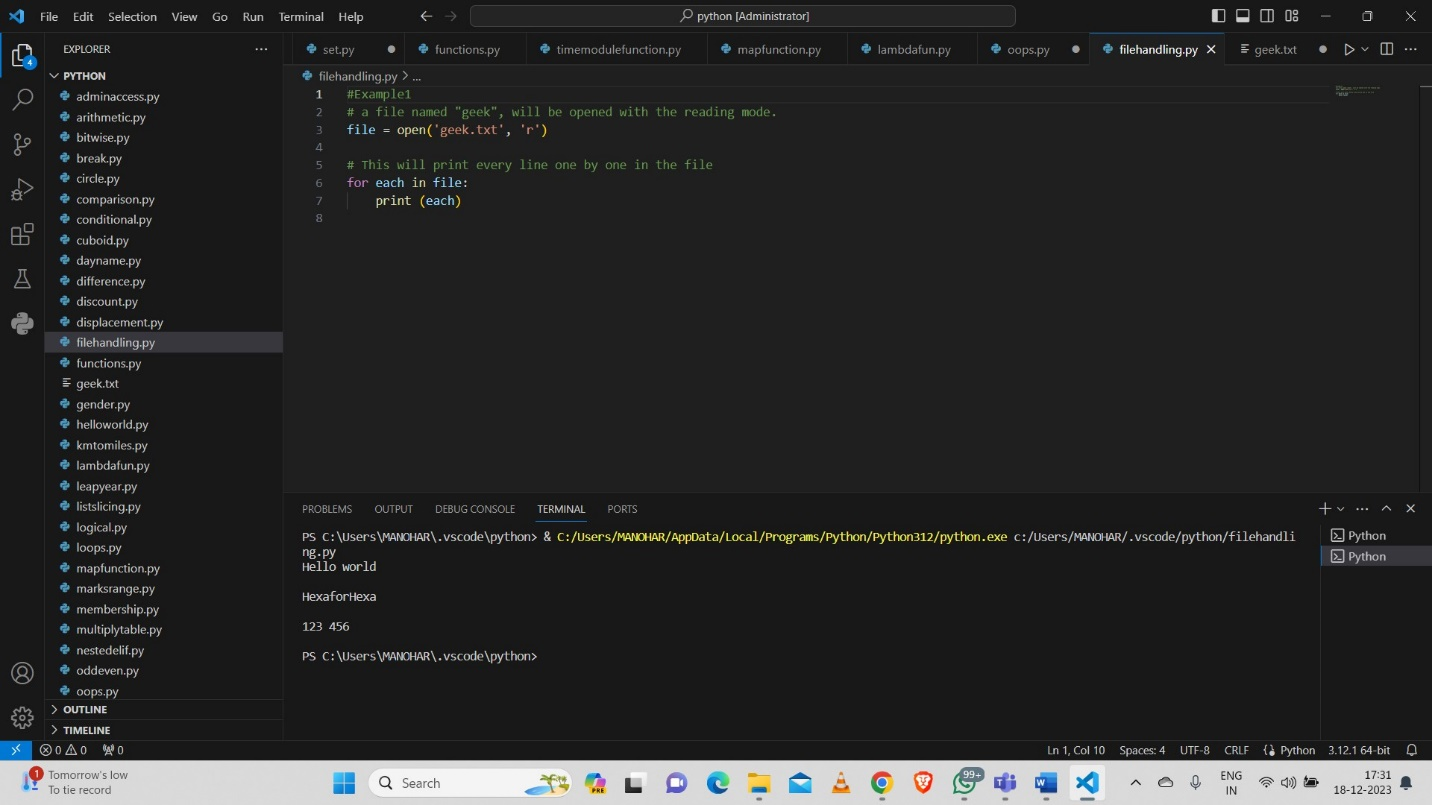 File Edit Selection View Go Run Terminal Help
python [Administrator]
EXPLORER
set.py functions.py timemodulefunction.py mapfunction.py lambdafun.py oops.py filehandling.py geek.txt
4
PYTHON
adminaccess.py
arithmetic.py
bitwise.py
break.py
circle.py
comparison.py
conditional.py
cuboid.py
dayname.py
difference.py
discount.py
displacement.py
filehandling.py
functions.py
geek.txt
gender.py
helloworld.py
kmtomiles.py
lambdafun.py
leapyear.py
listslicing.py
logical.py
loops.py
mapfunction.py
marksrange.py
membership.py
multiplytable.py
nestedelif.py
oddeven.py
oops.py
OUTLINE
TIMELINE
filehandling.py > ...
1 #Example1
2 # a file named "geek", will be opened with the reading mode.
3 file = open('geek.txt', 'r')
4
5 # This will print every line one by one in the file
6 for each in file:
7     print (each)
8
PROBLEMS OUTPUT DEBUG CONSOLE TERMINAL PORTS
PS C:\Users\MANOHAR\.vscode\python> & C:/Users/MANOHAR/AppData/Local/Programs/Python/Python312/python.exe c:/Users/MANOHAR/.vscode/python/filehandli
ng.py
Hello world
HexaforHexa
123 456
PS C:\Users\MANOHAR\.vscode\python>
Python
Python
0 0 0
Ln 1, Col 10 Spaces: 4 UTF-8 CRLF Python 3.12.1 64-bit
1
Tomorrow's low
To tie record
Search
PRE
99+
ENG
IN
17:31
18-12-2023